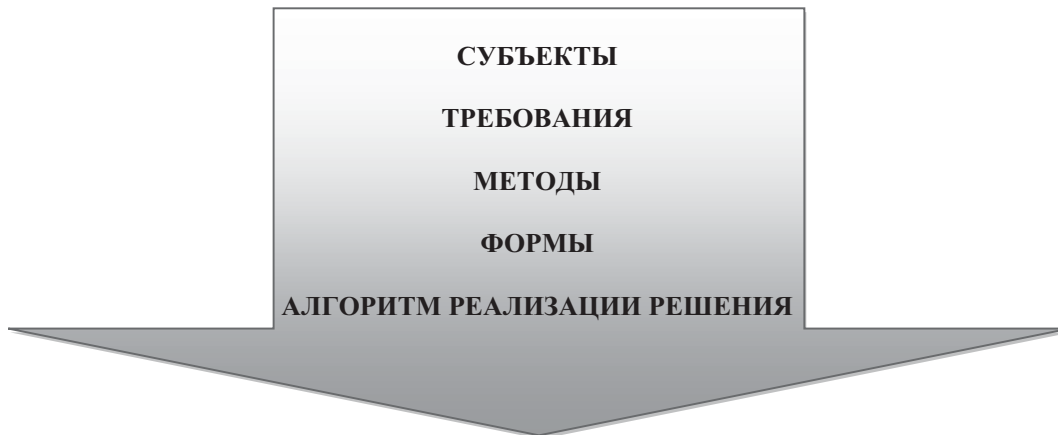 СУБЪЕКТЫ
ТРЕБОВАНИЯ
МЕТОДЫ
ФОРМЫ
АЛГОРИТМ РЕАЛИЗАЦИИ РЕШЕНИЯ